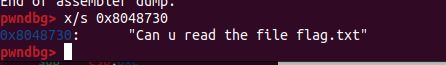 End of assembler dump.
pwndbg> x/s 0x8048730
0x8048730: "Can u read the file flag.txt"
pwndbg>